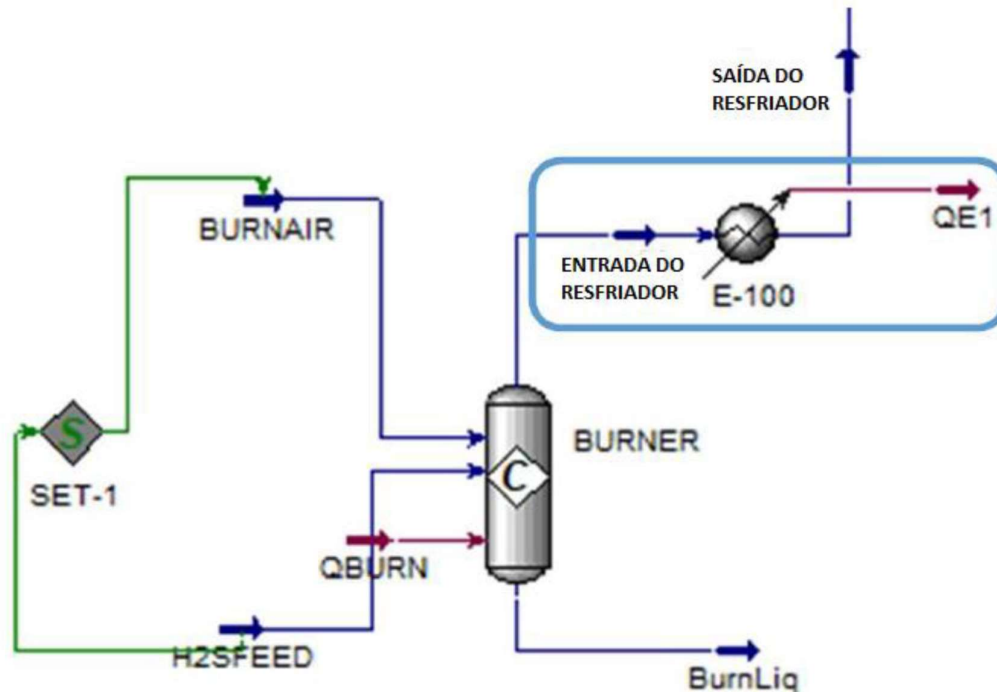 SAÍDA DO
RESFRIADOR
BURNAIR
QE1
ENTRADA DO
RESFRIADOR
E-100
S
SET-1
BURNER
C
QBURN
H2SFEED
BurnLiq